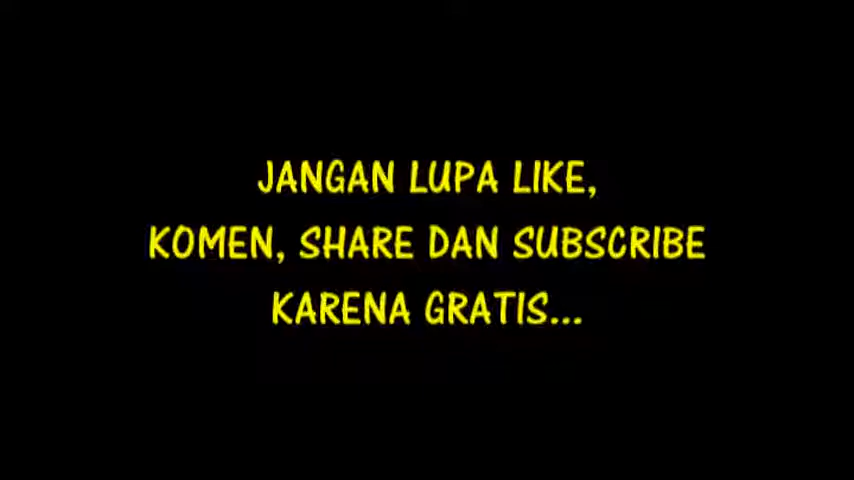 JANGAN LUPA LIKE,
KOMEN, SHARE DAN SUBSCRIBE
KARENA GRATIS...